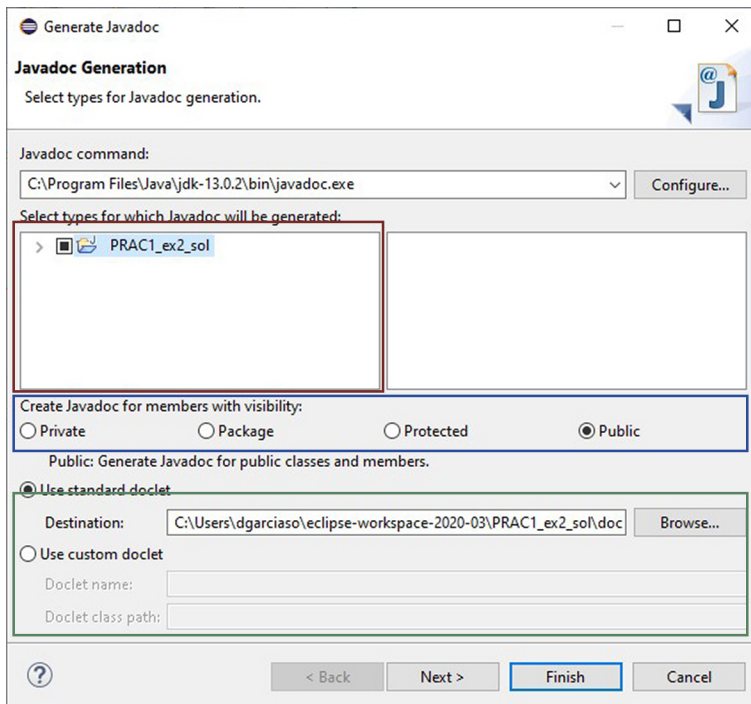 Generate Javadoc
Javadoc Generation
Select types for Javadoc generation.
Javadoc command:
C:\Program Files\Java\jdk-13.0.2\bin\javadoc.exe Configure...
Select types for which Javadoc will be generated:
PRAC1_ex2_sol
Create Javadoc for members with visibility:
Private Package Protected Public
Public: Generate Javadoc for public classes and members.
Use standard doclet
Destination: C:\Users\dgarciaso\eclipse-workspace-2020-03\PRAC1_ex2_sol\doc Browse...
Use custom doclet
Doclet name:
Doclet class path:
< Back Next > Finish Cancel